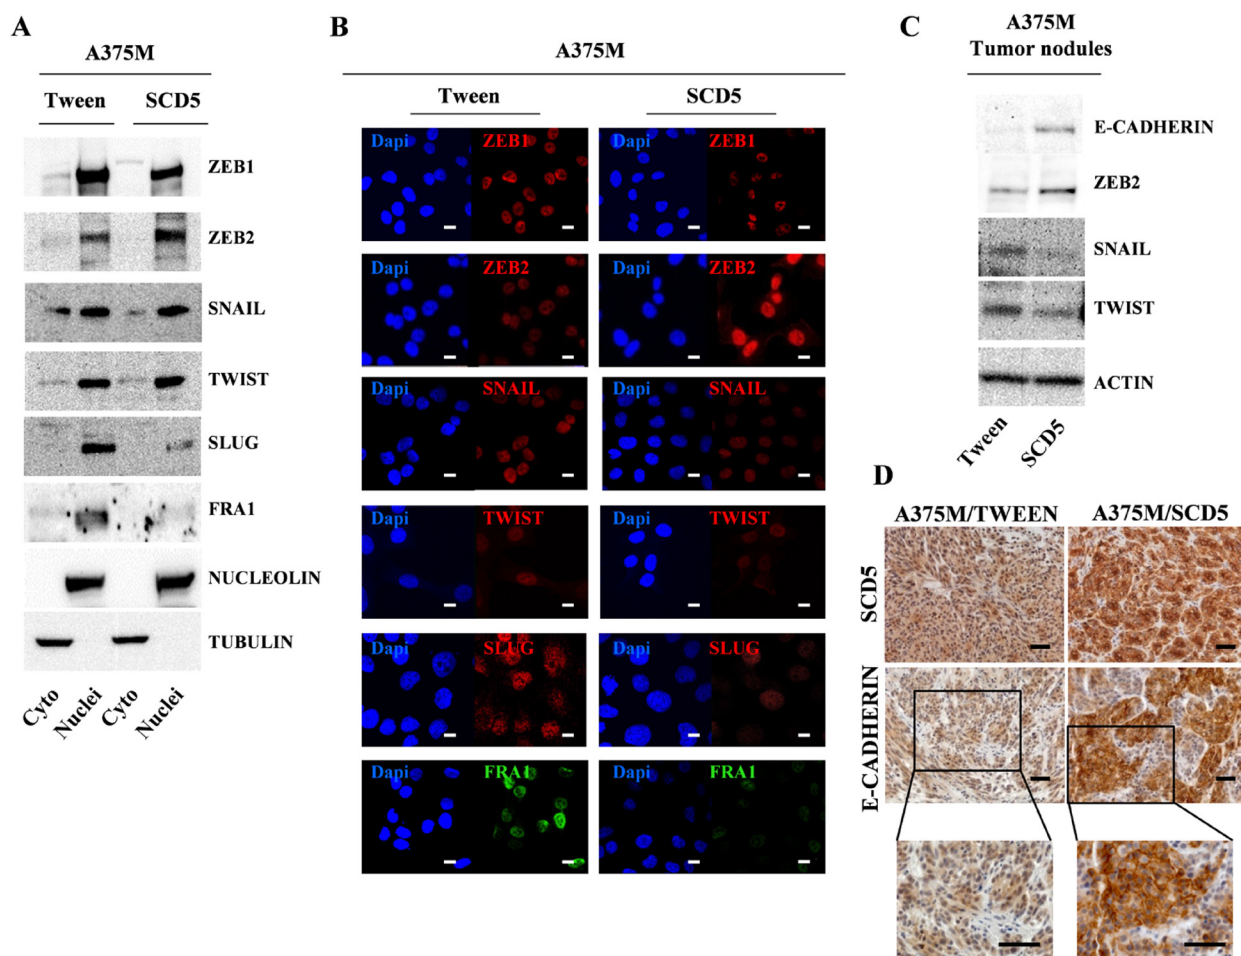 A
A375M
Tween SCD5
ZEB1
ZEB2
SNAIL
TWIST
SLUG
FRA1
NUCLEOLIN
TUBULIN
Cyto Nuclei Cyto Nuclei
B
A375M
Tween SCD5
Dapi ZEB1 Dapi ZEB1
Dapi ZEB2 Dapi ZEB2
Dapi SNAIL Dapi SNAIL
Dapi TWIST Dapi TWIST
Dapi SLUG Dapi SLUG
Dapi FRA1 Dapi FRA1
C
A375M
Tumor nodules
E-CADHERIN
ZEB2
SNAIL
TWIST
ACTIN
Tween SCD5
D
A375M/TWEEN A375M/SCD5
SCD5
E-CADHERIN